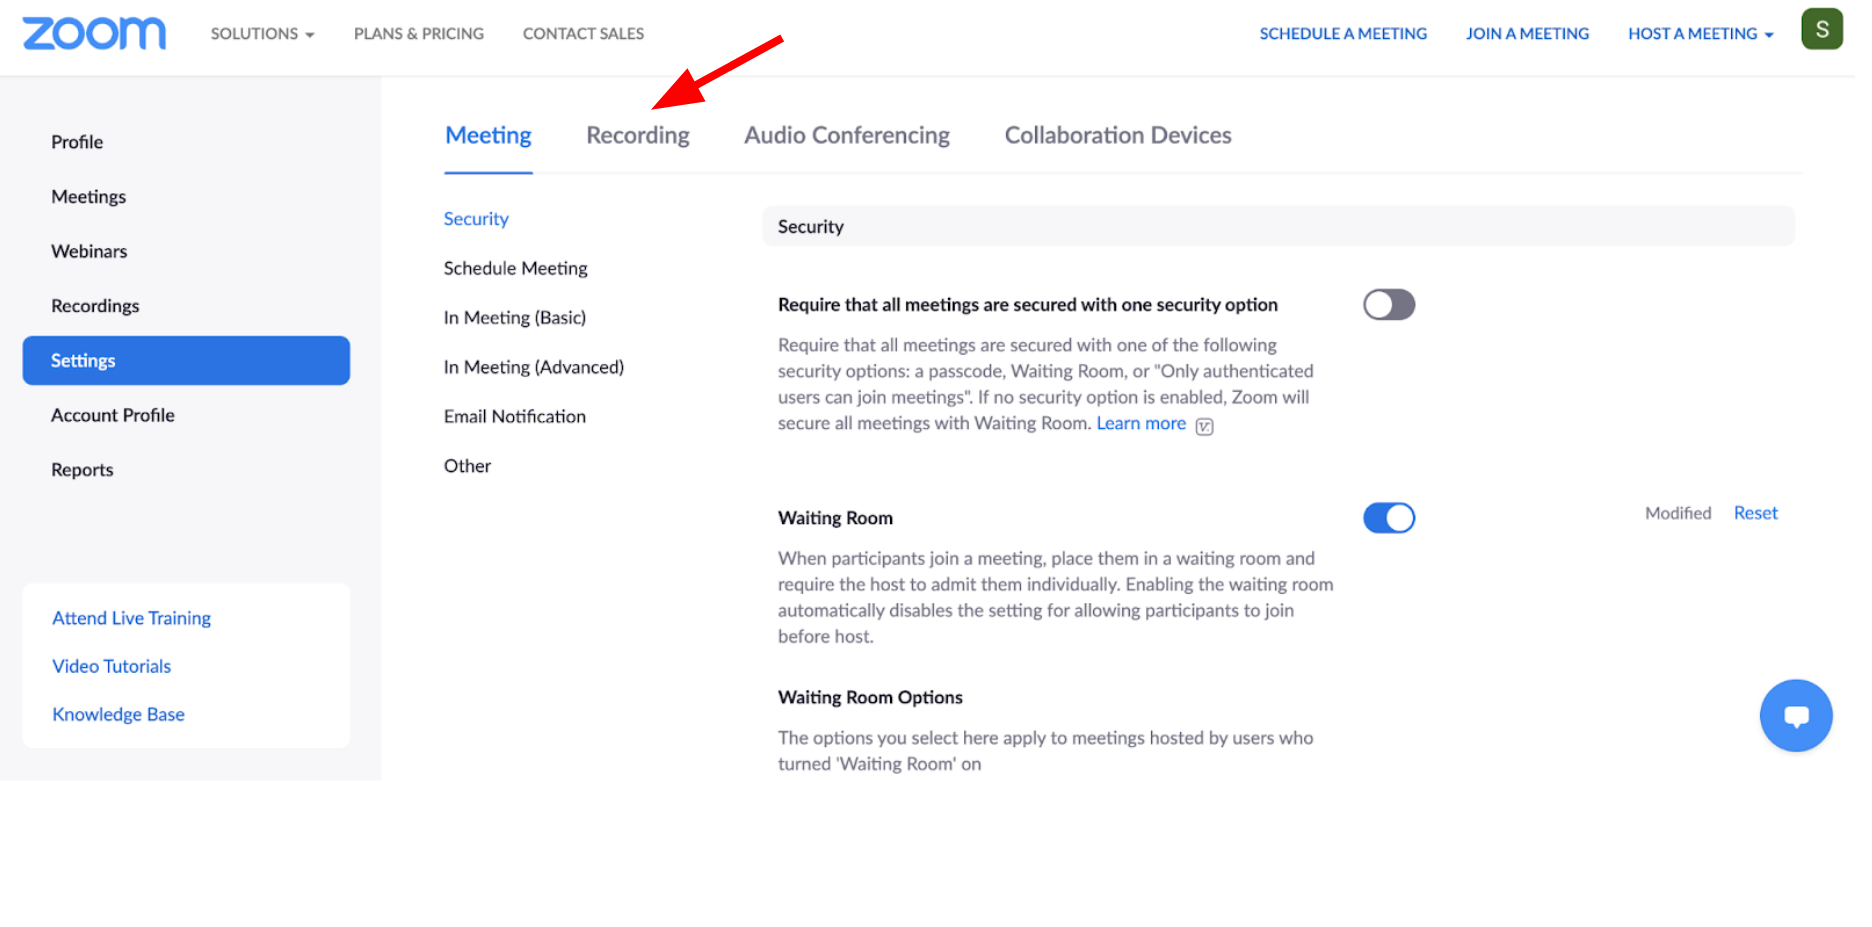 zoom SOLUTIONS PLANS & PRICING CONTACT SALES SCHEDULE A MEETING JOIN A MEETING HOST A MEETING S
Profile
Meetings
Webinars
Recordings
Settings
Account Profile
Reports
Attend Live Training
Video Tutorials
Knowledge Base
Meeting Recording Audio Conferencing Collaboration Devices
Security
Schedule Meeting
In Meeting (Basic)
In Meeting (Advanced)
Email Notification
Other
Security
Require that all meetings are secured with one security option
Require that all meetings are secured with one of the following
security options: a passcode, Waiting Room, or "Only authenticated
users can join meetings". If no security option is enabled, Zoom will
secure all meetings with Waiting Room. Learn more
Waiting Room
Modified Reset
When participants join a meeting, place them in a waiting room and
require the host to admit them individually. Enabling the waiting room
automatically disables the setting for allowing participants to join
before host.
Waiting Room Options
The options you select here apply to meetings hosted by users who
turned 'Waiting Room' on